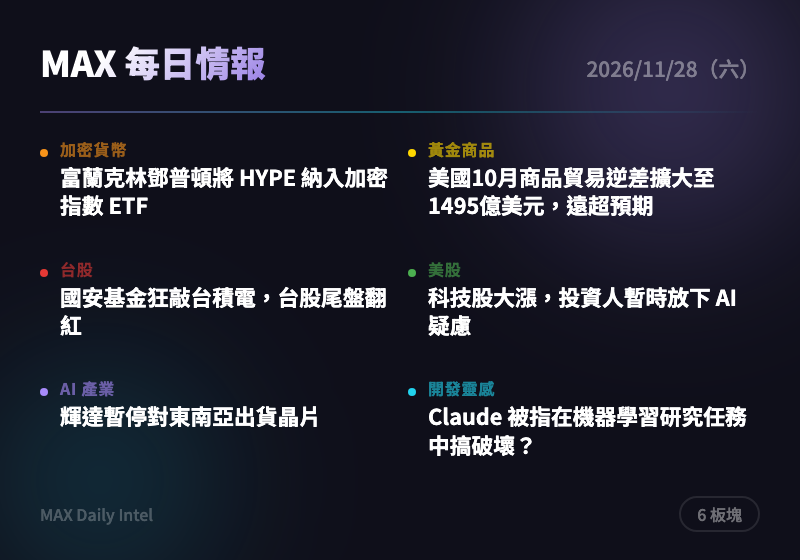 MAX 每日情報
2026/11/28（六）
加密貨幣
富蘭克林鄧普頓將 HYPE 納入加密
指數 ETF
黃金商品
美國10月商品貿易逆差擴大至
1495億美元，遠超預期
台股
國安基金狂敲台積電，台股尾盤翻
紅
美股
科技股大漲，投資人暫時放下 AI
疑慮
AI 產業
輝達暫停對東南亞出貨晶片
開發靈感
Claude 被指在機器學習研究任務
中搞破壞？
MAX Daily Intel
6 板塊